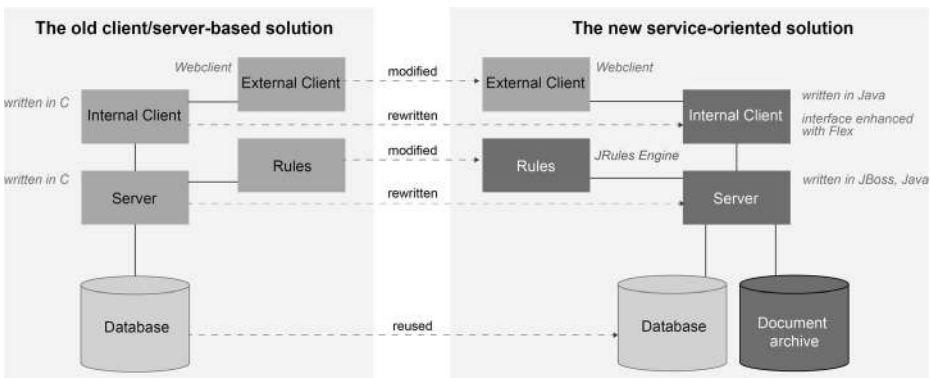 The old client/server-based solution
The new service-oriented solution
Webclient
External Client
modified
External Client
Webclient
written in C
Internal Client
rewritten
Internal Client
written in Java
interface enhanced
with Flex
Rules
modified
Rules
JRules Engine
written in C
Server
rewritten
Server
written in JBoss, Java
Database
reused
Database
Document
archive